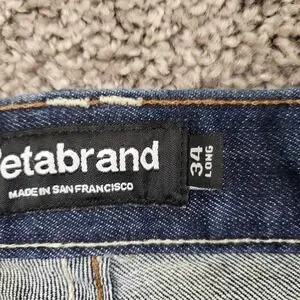 etabrand
MADE IN SAN FRANCISCO
34
LONG